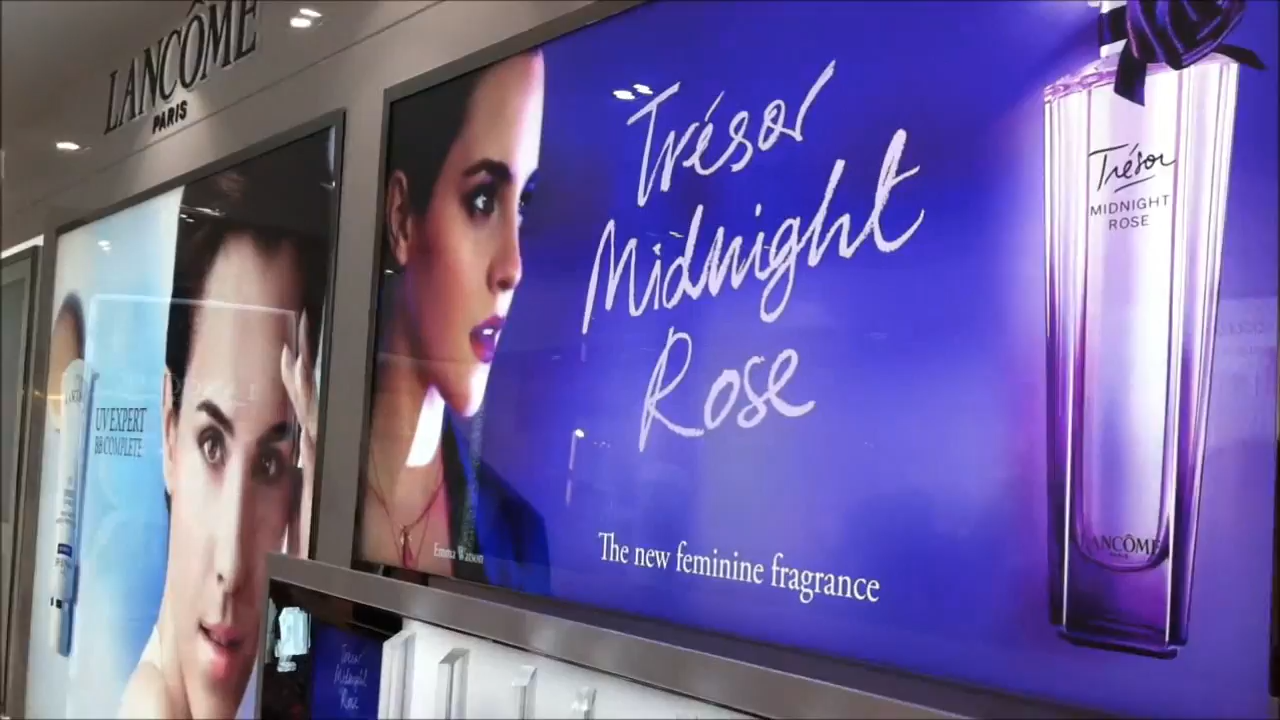 LANCÔME
PARIS
UV EXPERT
BB COMPLETE
Emma Watson
Trésor
Midnight
Rose
The new feminine fragrance
Trésor
MIDNIGHT
ROSE
LANCÔME
PARIS
Trésor
Midnight
Rose